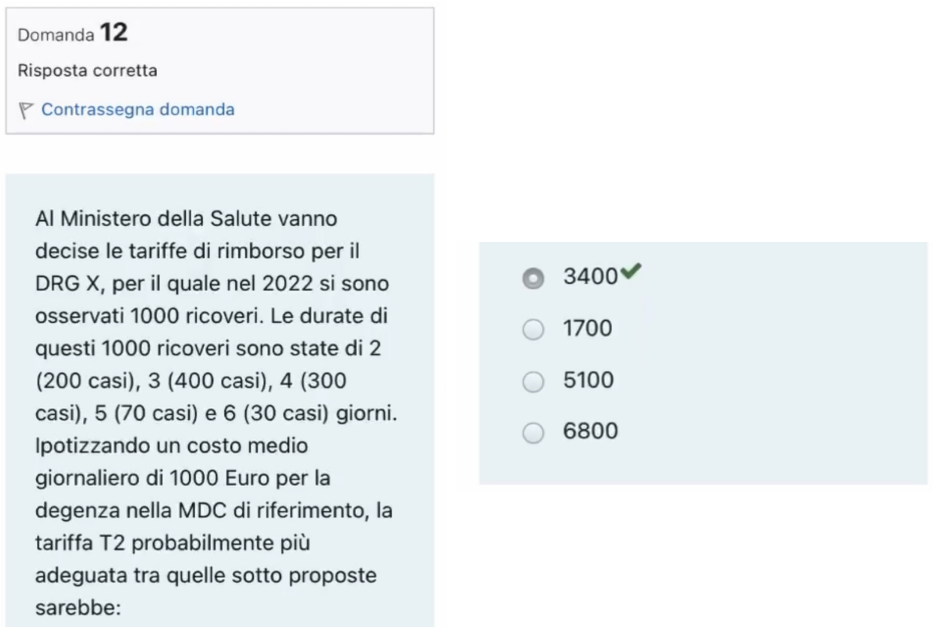 Domanda 12
Risposta corretta
Contrassegna domanda
Al Ministero della Salute vanno
decise le tariffe di rimborso per il
DRG X, per il quale nel 2022 si sono
osservati 1000 ricoveri. Le durate di
questi 1000 ricoveri sono state di 2
(200 casi), 3 (400 casi), 4 (300
casi), 5 (70 casi) e 6 (30 casi) giorni.
Ipotizzando un costo medio
giornaliero di 1000 Euro per la
degenza nella MDC di riferimento, la
tariffa T2 probabilmente più
adeguata tra quelle sotto proposte
sarebbe:
3400
1700
5100
6800